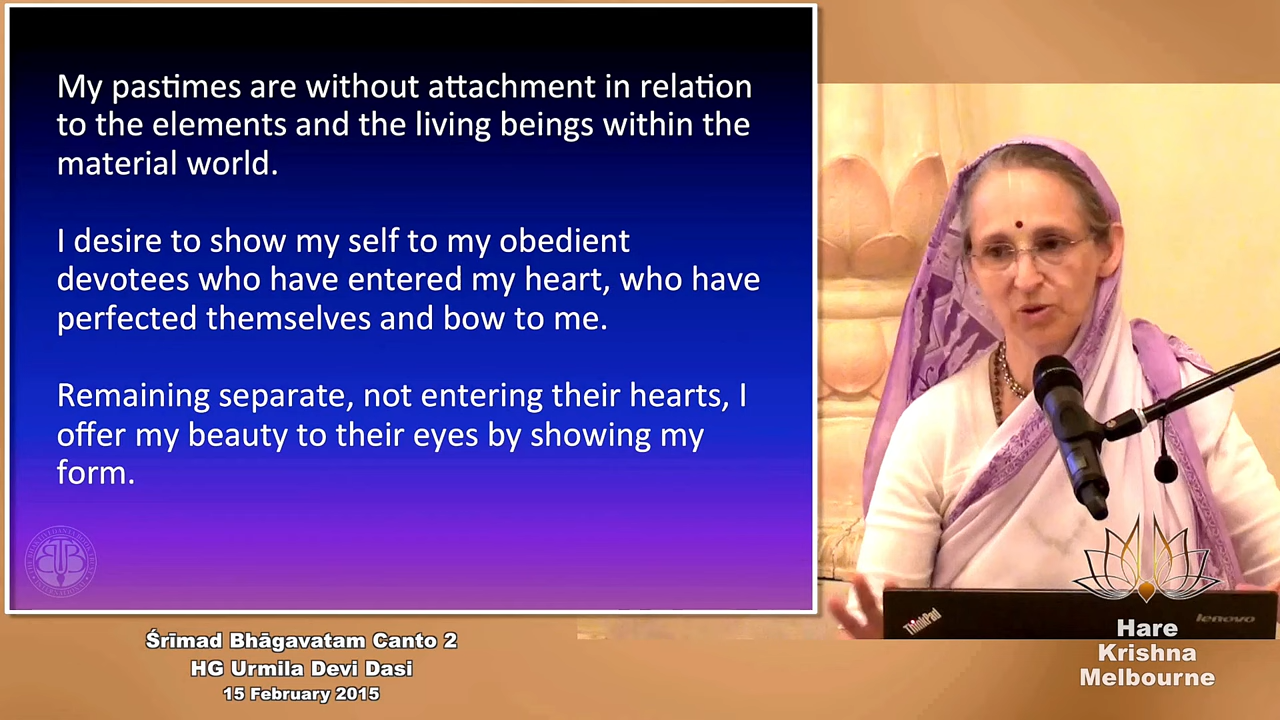 My pastimes are without attachment in relation
to the elements and the living beings within the
material world.
I desire to show my self to my obedient
devotees who have entered my heart, who have
perfected themselves and bow to me.
Remaining separate, not entering their hearts, I
offer my beauty to their eyes by showing my
form.
Śrīmad Bhāgavatam Canto 2
HG Urmila Devi Dasi
15 February 2015
ThinkPad
lenovo
Hare
Krishna
Melbourne